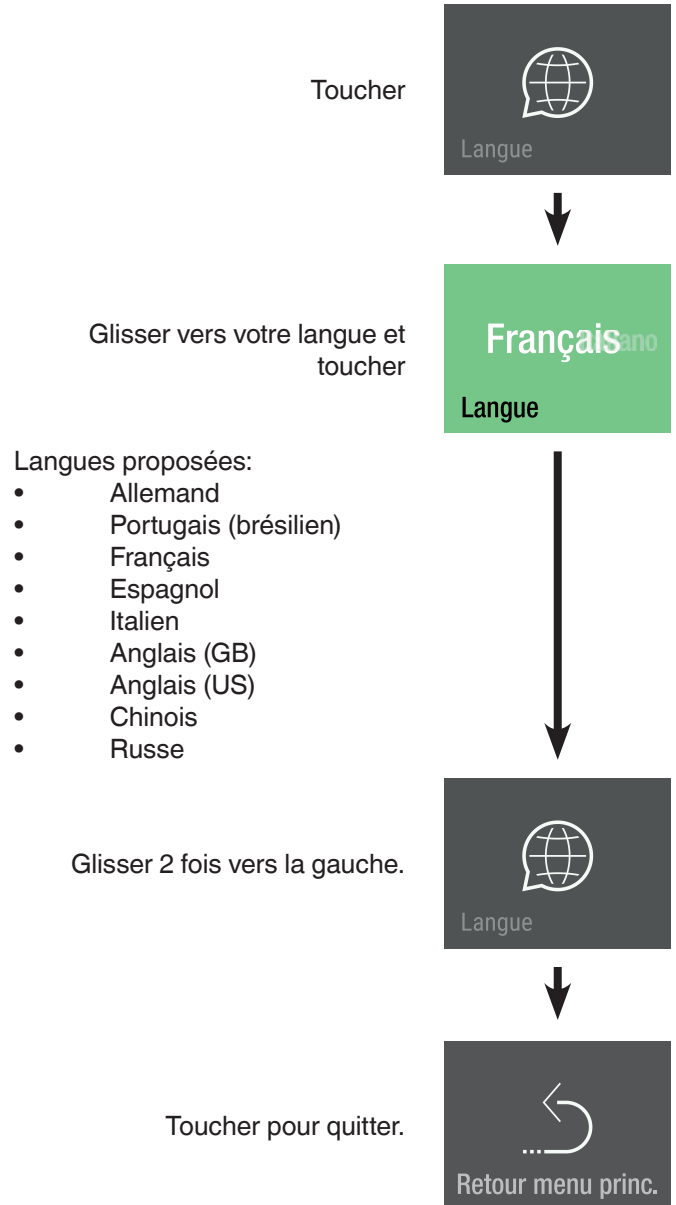 Toucher
Langue
Glisser vers votre langue et
toucher
Français
Langue
Langues proposées:
• Allemand
• Portugais (brésilien)
• Français
• Espagnol
• Italien
• Anglais (GB)
• Anglais (US)
• Chinois
• Russe
Glisser 2 fois vers la gauche.
Langue
Toucher pour quitter.
Retour menu princ.